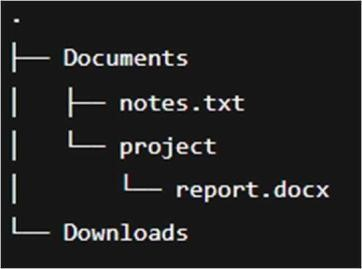 .
├── Documents
│   ├── notes.txt
│   └── project
│       └── report.docx
└── Downloads